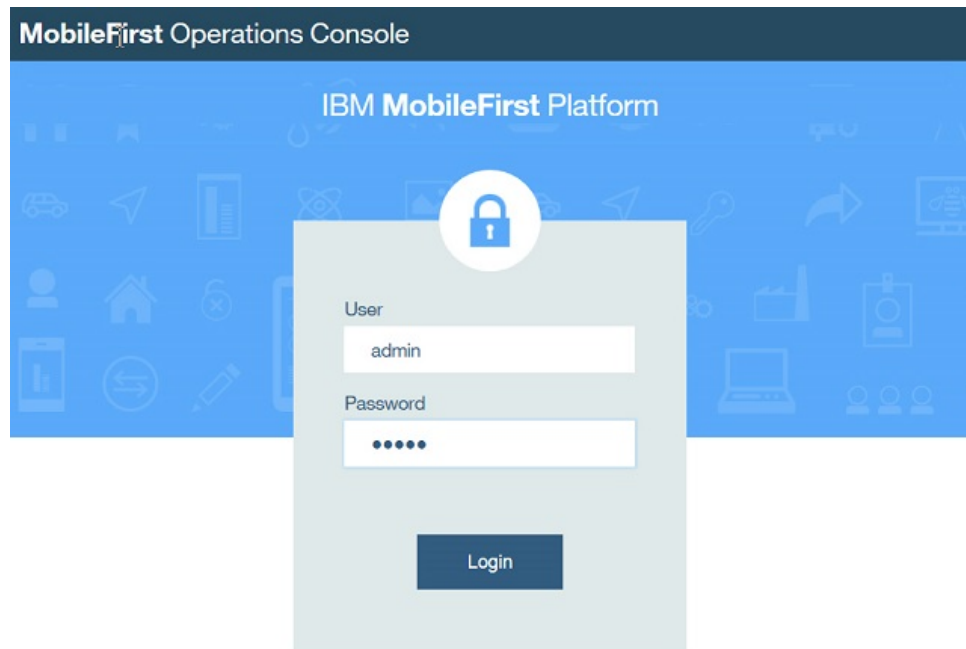 MobileFirst Operations Console
IBM MobileFirst Platform
User
admin
Password
•••••
Login